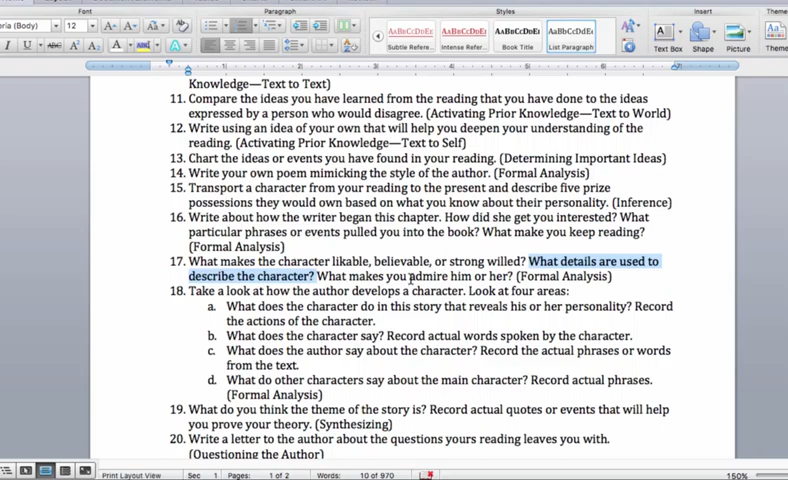 Font
Paragraph
Styles
Insert
Theme
(Body)
12
A
A
Aa
I
U
ABC
A
A
A
AaBbCcDdEe
AaBbCcDdEe
AaBbCcDdEe
AaBbCcDdEe
Subtle Refere...
Intense Refer...
Book Title
List Paragraph
Text Box
Shape
Picture
Theme
Knowledge—Text to Text)
11. Compare the ideas you have learned from the reading that you have done to the ideas
expressed by a person who would disagree. (Activating Prior Knowledge—Text to World)
12. Write using an idea of your own that will help you deepen your understanding of the
reading. (Activating Prior Knowledge—Text to Self)
13. Chart the ideas or events you have found in your reading. (Determining Important Ideas)
14. Write your own poem mimicking the style of the author. (Formal Analysis)
15. Transport a character from your reading to the present and describe five prize
possessions they would own based on what you know about their personality. (Inference)
16. Write about how the writer began this chapter. How did she get you interested? What
particular phrases or events pulled you into the book? What make you keep reading?
(Formal Analysis)
17. What makes the character likable, believable, or strong willed? What details are used to
describe the character? What makes you admire him or her? (Formal Analysis)
18. Take a look at how the author develops a character. Look at four areas:
a. What does the character do in this story that reveals his or her personality? Record
the actions of the character.
b. What does the character say? Record actual words spoken by the character.
c. What does the author say about the character? Record the actual phrases or words
from the text.
d. What do other characters say about the main character? Record actual phrases.
(Formal Analysis)
19. What do you think the theme of the story is? Record actual quotes or events that will help
you prove your theory. (Synthesizing)
20. Write a letter to the author about the questions yours reading leaves you with.
(Questioning the Author)
Print Layout View
Sec 1
Pages: 1 of 2
Words: 10 of 970
150%